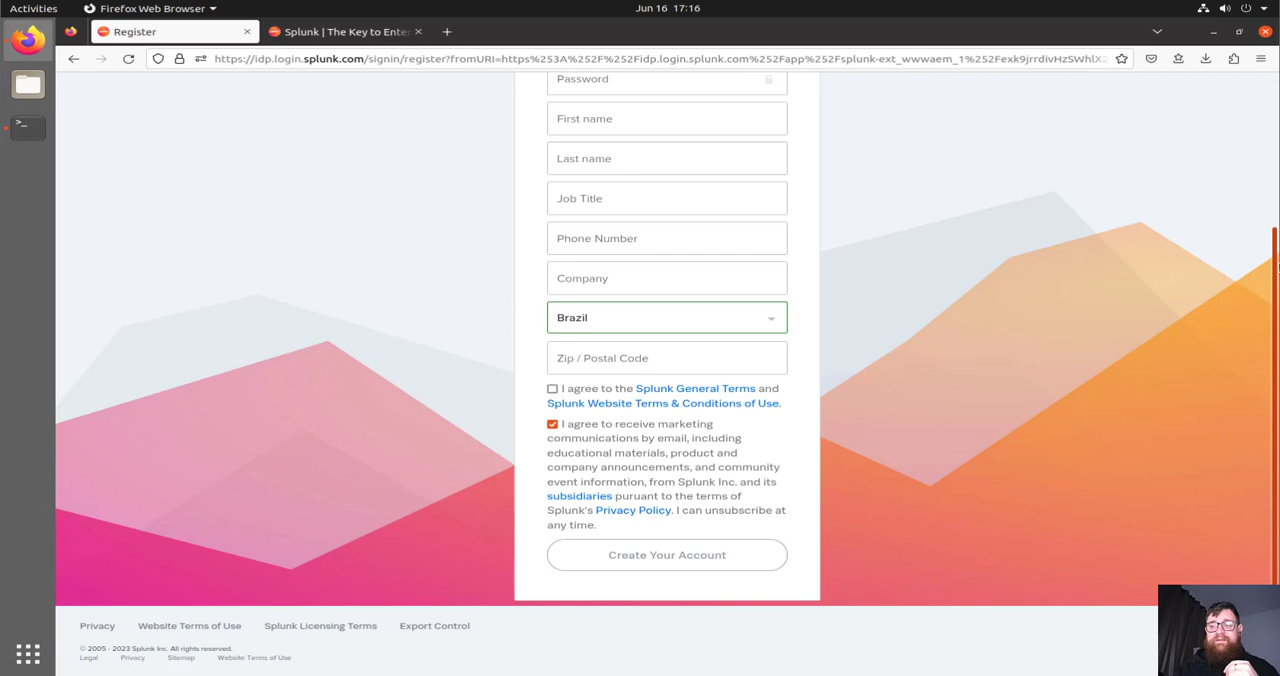 Activities
Firefox Web Browser
Jun 16 17:16
Register
Splunk | The Key to Enter
https://idp.login.splunk.com/signin/register?fromURI=https%253A%252F%252Fidp.login.splunk.com%252Fapp%252Fsplunk-ext_wwwaem_1%252Fexk9jrrdivHzSWhlX2
Password
First name
Last name
Job Title
Phone Number
Company
Brazil
Zip / Postal Code
I agree to the Splunk General Terms and
Splunk Website Terms & Conditions of Use.
I agree to receive marketing
communications by email, including
educational materials, product and
company announcements, and community
event information, from Splunk Inc. and its
subsidiaries puruant to the terms of
Splunk's Privacy Policy. I can unsubscribe at
any time.
Create Your Account
Privacy
Website Terms of Use
Splunk Licensing Terms
Export Control
© 2005 - 2023 Splunk Inc. All rights reserved.
Legal
Privacy
Sitemap
Website Terms of Use